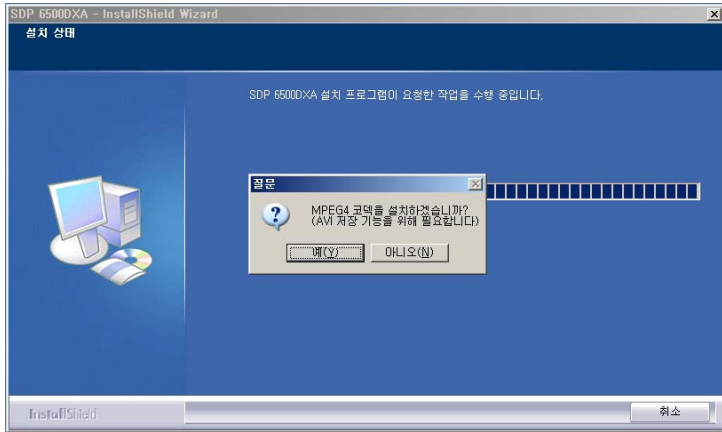 SDP 6500DXA - InstallShield Wizard
설치 상태
SDP 6500DXA 설치 프로그램이 요청한 작업을 수행 중입니다.
질문
MPEG4 코덱을 설치하겠습니까?
(AVI 저장 기능을 위해 필요합니다)
예(Y)
아니오(N)
InstallShield
취소